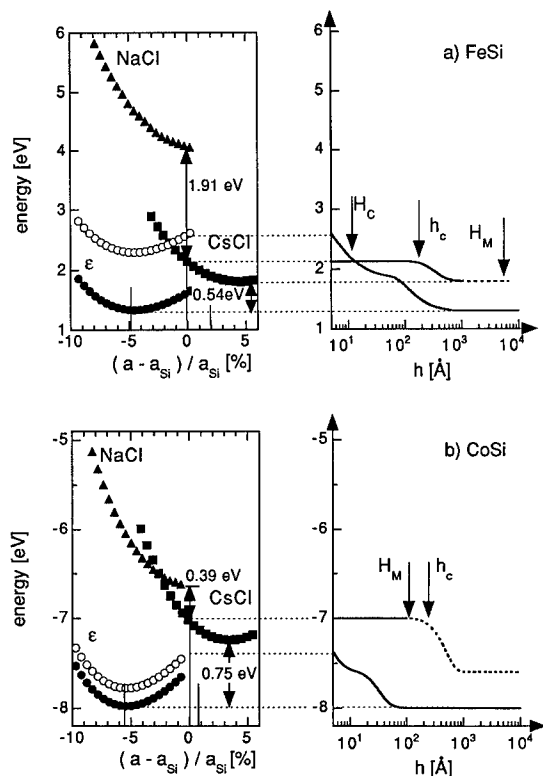 a) FeSi
6
5
4
3
2
1
energy [eV]
NaCl
1.91 eV
CsCl
ε
0.54eV
-10
-5
0
5
( a - aSi ) / aSi [%]
6
5
4
3
2
1
Hc
hc
HM
10¹
10²
10³
10⁴
h [Å]
b) CoSi
-5
-6
-7
-8
energy [eV]
NaCl
0.39 eV
CsCl
ε
0.75 eV
-10
-5
0
5
( a - aSi ) / aSi [%]
-5
-6
-7
-8
HM
hc
10¹
10²
10³
10⁴
h [Å]